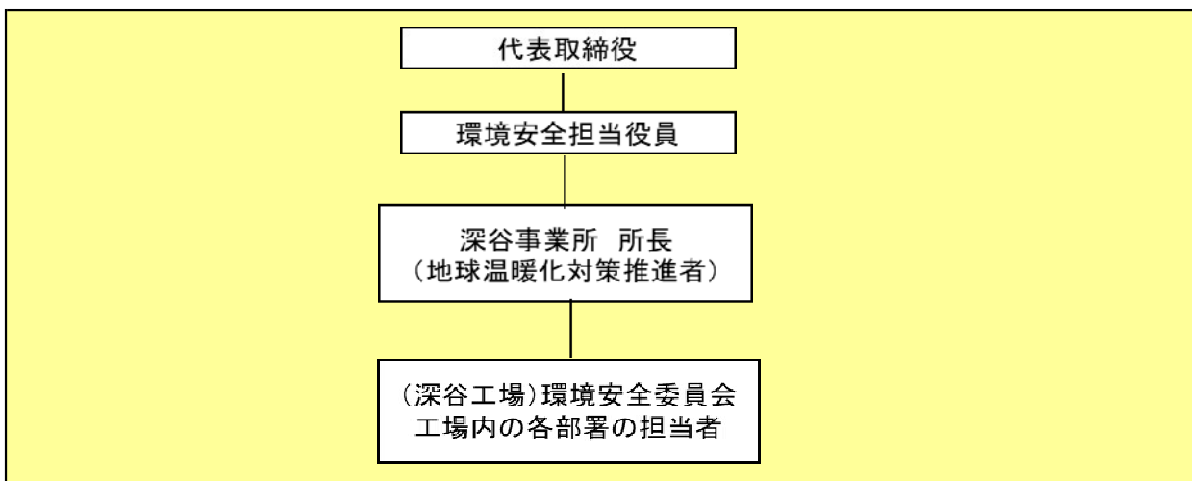 代表取締役
環境安全担当役員
深谷事業所　所長
（地球温暖化対策推進者）
(深谷工場)環境安全委員会
工場内の各部署の担当者